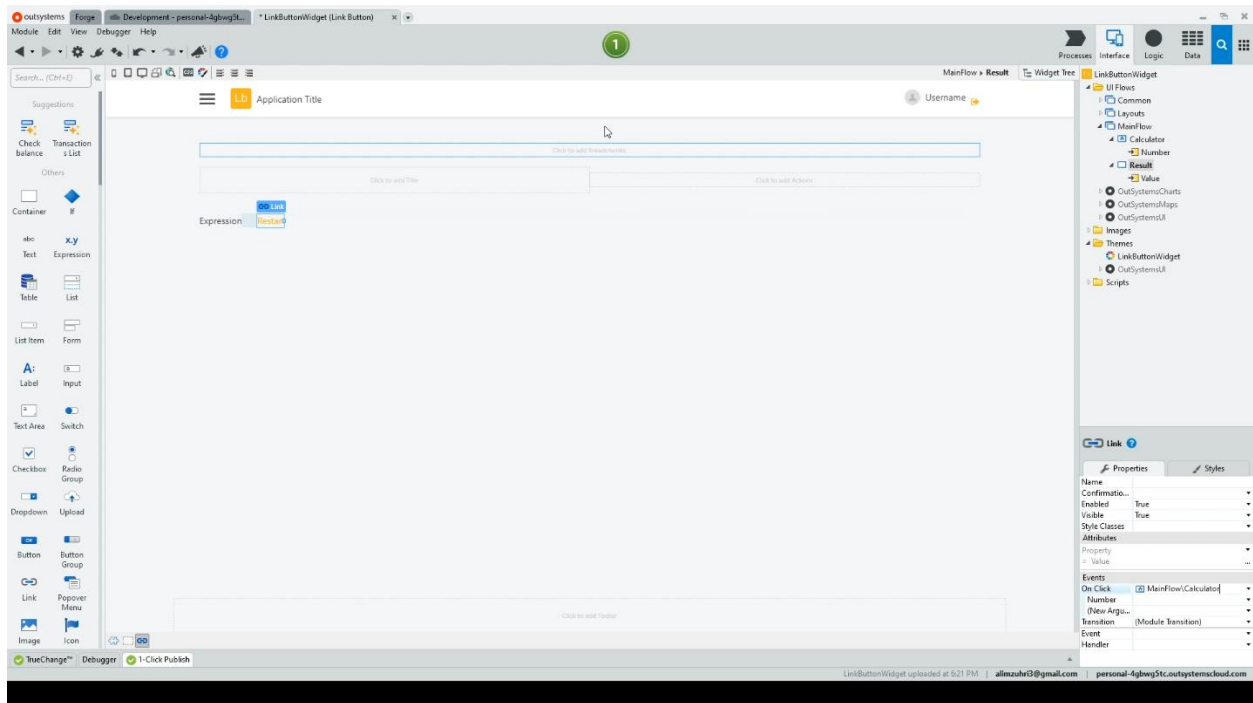 outsystems Forge Development - personal-4gbwg5t... * LinkButtonWidget (Link Button) x
Module Edit View Debugger Help
1
Processes Interface Logic Data
Search... (Ctrl+E)
MainFlow ▸ Result Widget Tree
Suggestions
Check balance
Transaction s List
Others
Container If
Text Expression
abc x.y
Table List
List Item Form
Label Input
Text Area Switch
Checkbox Radio Group
Dropdown Upload
Button Button Group
Link Popover Menu
Image Icon
Lb Application Title
Username
Click to add Breadcrumbs
Click to add Title
Click to add Actions
Link
Expression Restart
Click to add Footer
LinkButtonWidget
UI Flows
Common
Layouts
MainFlow
Calculator
Number
Result
Value
OutSystemsCharts
OutSystemsMaps
OutSystemsUI
Images
Themes
LinkButtonWidget
OutSystemsUI
Scripts
Link
Properties Styles
Name
Confirmatio...
Enabled True
Visible True
Style Classes
Attributes
Property
= Value ...
Events
On Click MainFlow\Calculator
Number
(New Argu...
Transition (Module Transition)
Event
Handler
TrueChange™ Debugger 1-Click Publish
LinkButtonWidget uploaded at 6:21 PM | alimzuhri3@gmail.com | personal-4gbwg5tc.outsystemscloud.com